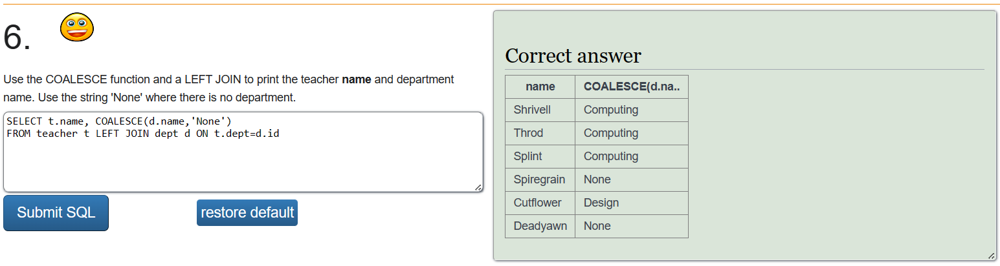 6.
Use the COALESCE function and a LEFT JOIN to print the teacher name and department
name. Use the string 'None' where there is no department.
SELECT t.name, COALESCE(d.name,'None')
FROM teacher t LEFT JOIN dept d ON t.dept=d.id
Submit SQL restore default
Correct answer
name COALESCE(d.na..
Shrivell Computing
Throd Computing
Splint Computing
Spiregrain None
Cutflower Design
Deadyawn None